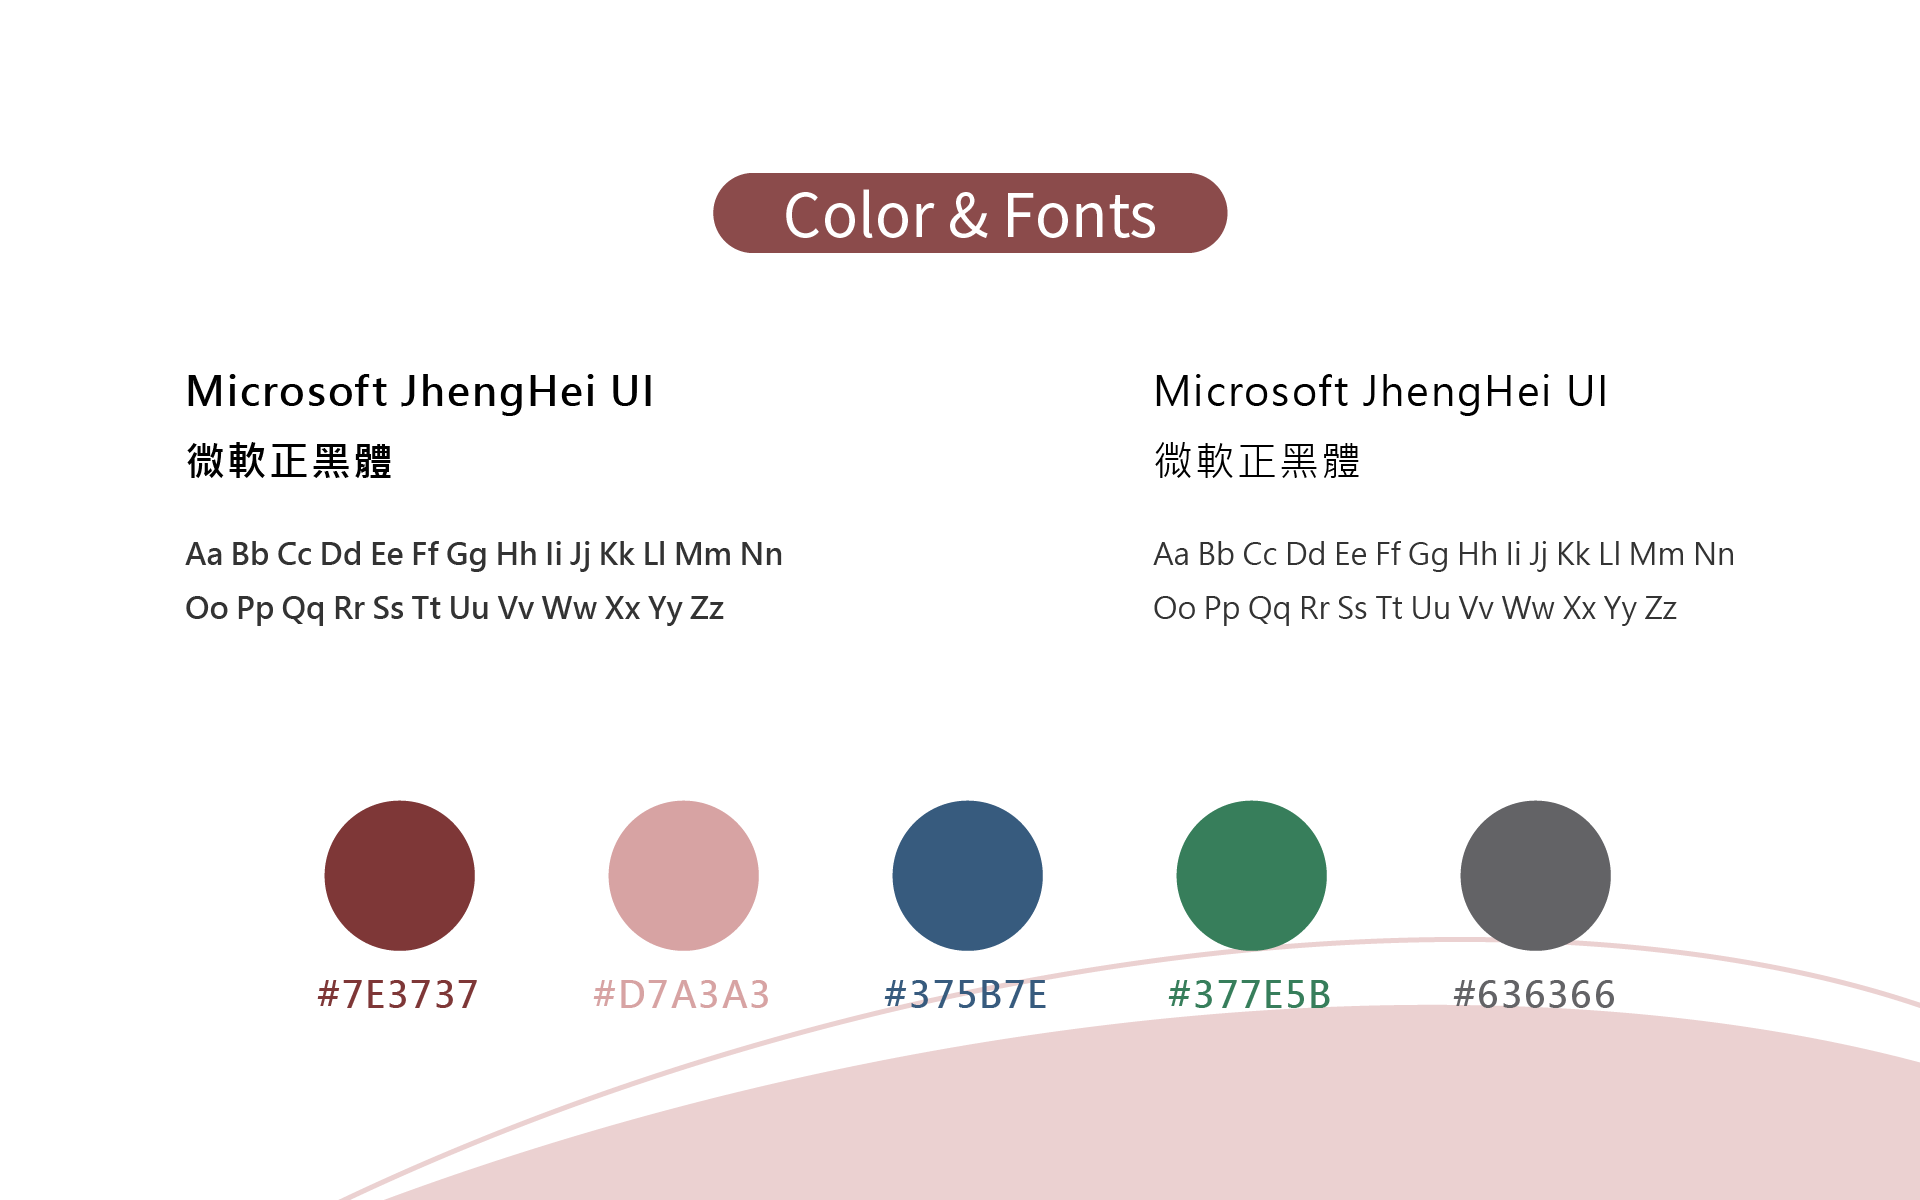 Color & Fonts
Microsoft JhengHei UI
微軟正黑體
Aa Bb Cc Dd Ee Ff Gg Hh Ii Jj Kk Ll Mm Nn
Oo Pp Qq Rr Ss Tt Uu Vv Ww Xx Yy Zz
Microsoft JhengHei UI
微軟正黑體
Aa Bb Cc Dd Ee Ff Gg Hh Ii Jj Kk Ll Mm Nn
Oo Pp Qq Rr Ss Tt Uu Vv Ww Xx Yy Zz
#7E3737
#D7A3A3
#375B7E
#377E5B
#636366